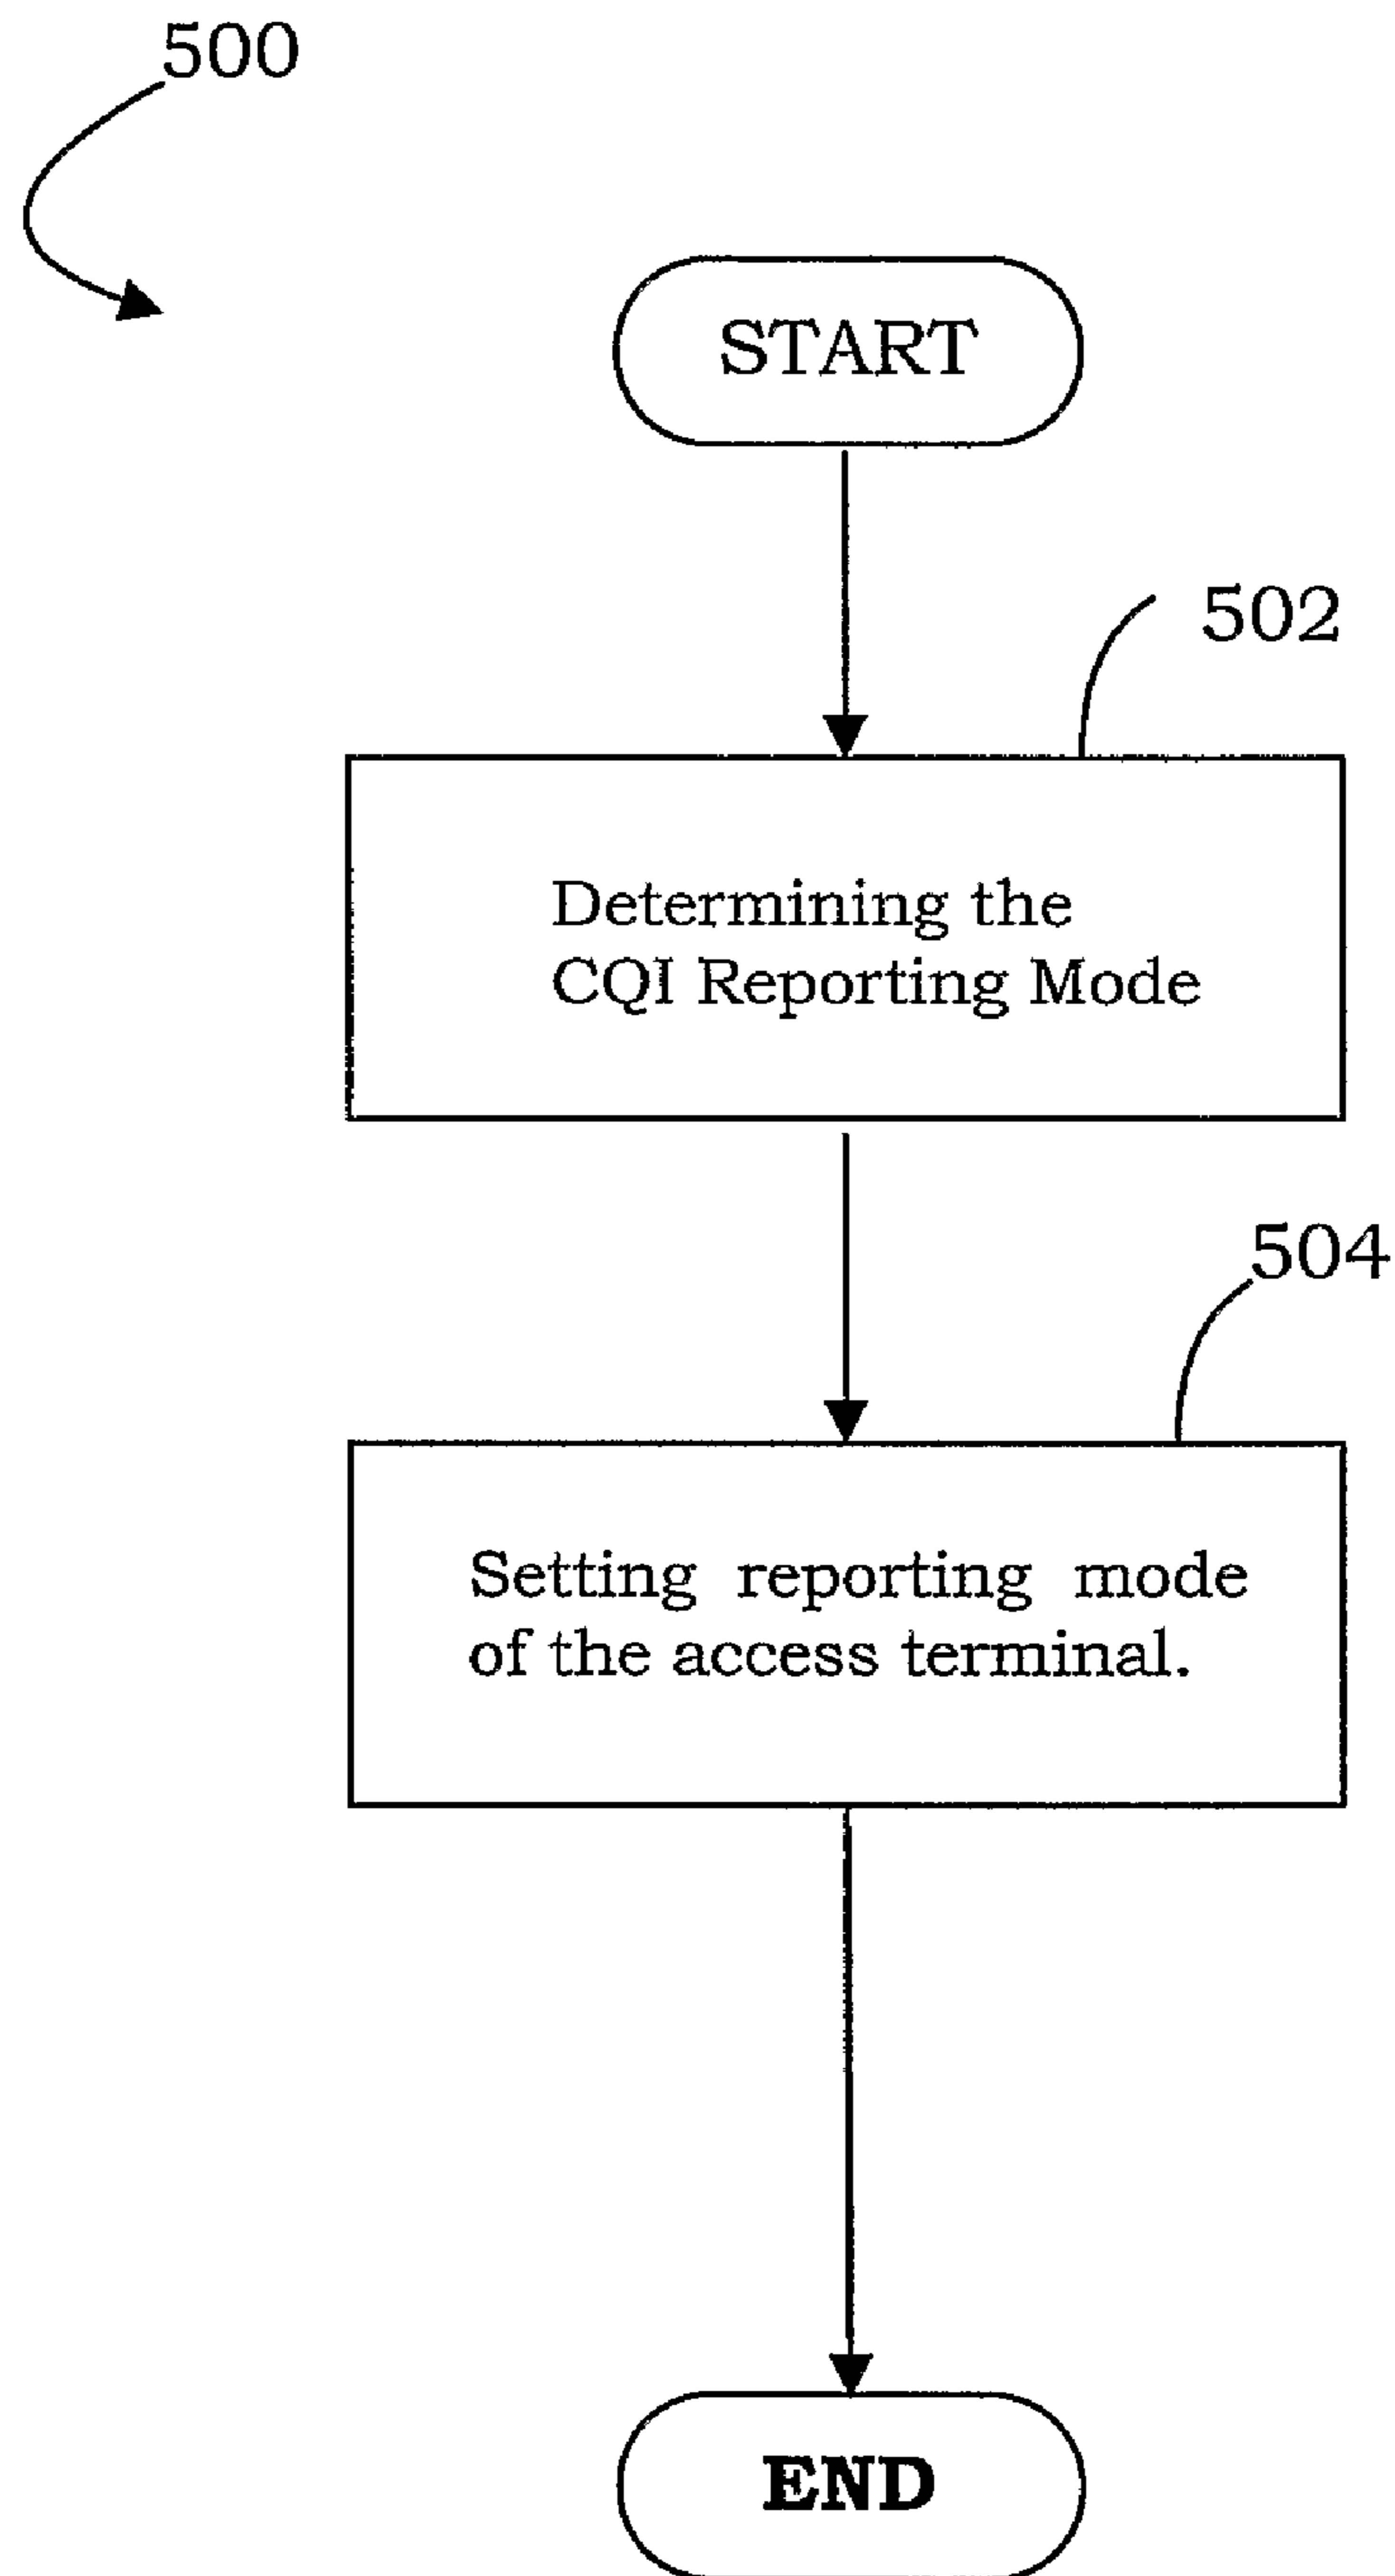 500
START
502
Determining the
CQI Reporting Mode
504
Setting reporting mode
of the access terminal.
END